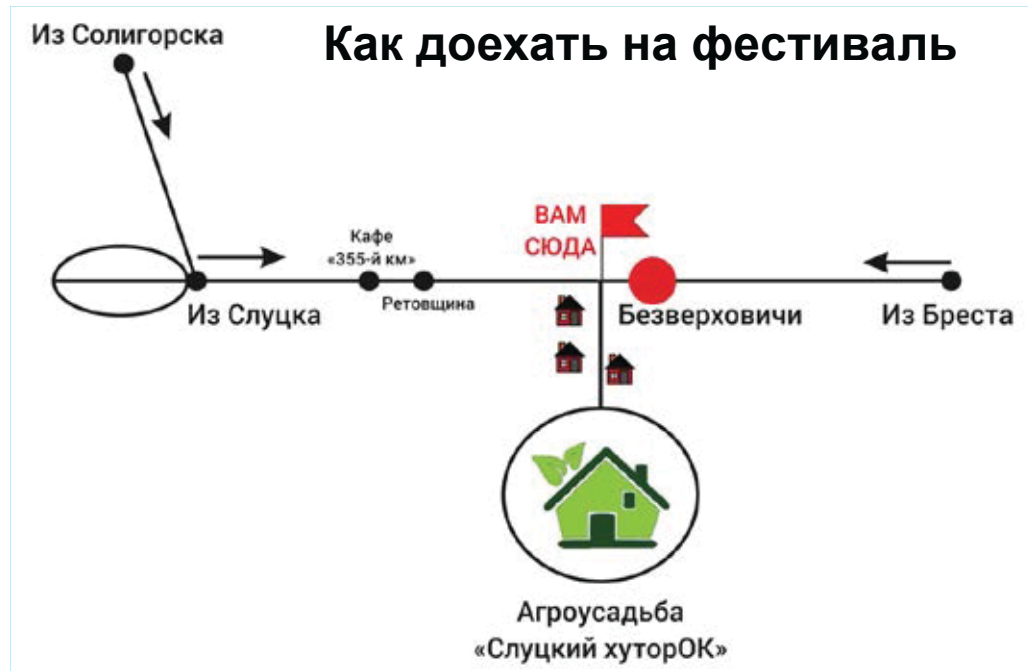 Как доехать на фестиваль
Из Солигорска
ВАМ
СЮДА
Кафе
«355-й км»
Ретовщина
Из Слуцка
Безверховичи
Из Бреста
Агроусадьба
«Слуцкий хуторОК»